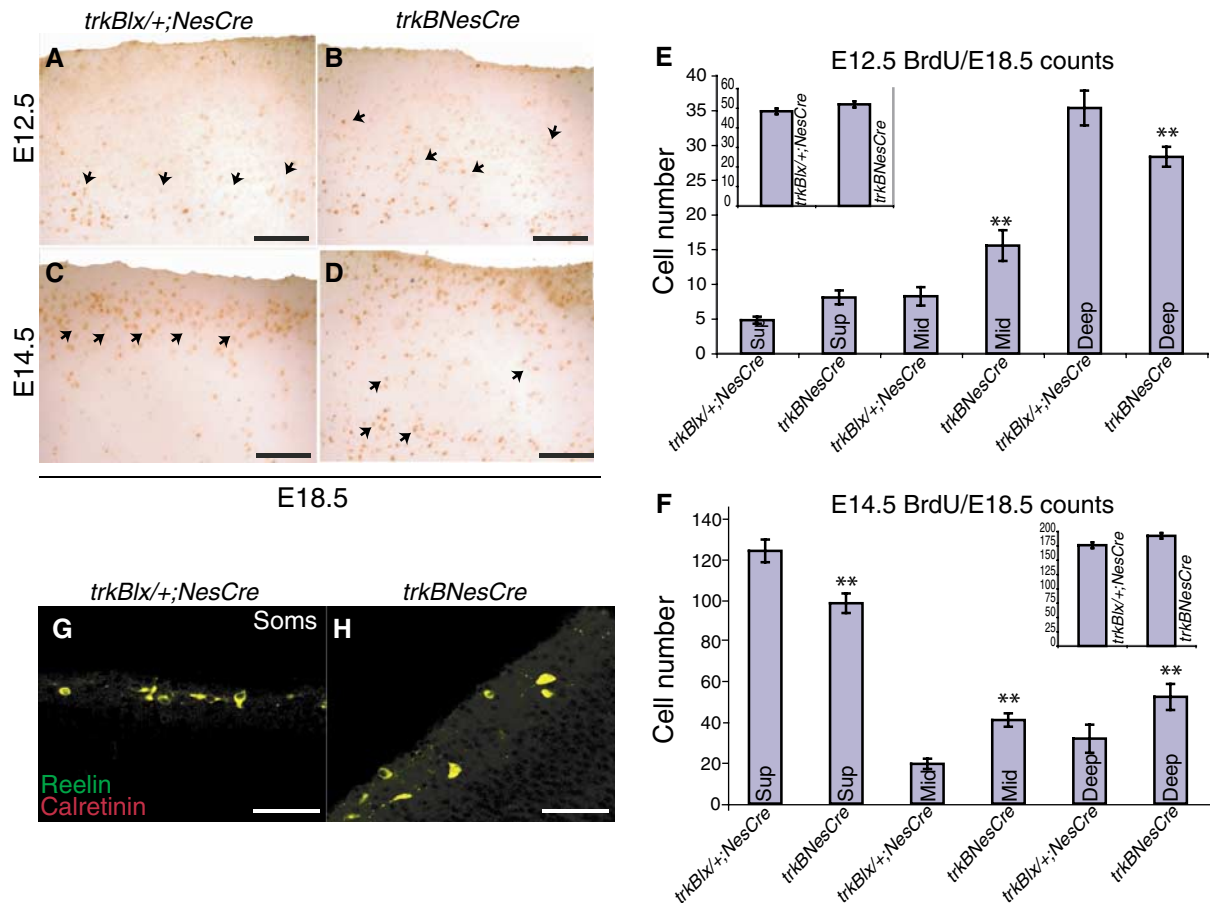 trkBlx/+;NesCre
trkBNesCre
A
B
E12.5
C
D
E14.5
E18.5
E
E12.5 BrdU/E18.5 counts
Cell number
40
35
30
25
20
15
10
5
0
60
50
40
30
20
10
0
trkBlx/+;NesCre
trkBNesCre
**
**
Sup
Sup
Mid
Mid
Deep
Deep
trkBlx/+;NesCre
trkBNesCre
trkBlx/+;NesCre
trkBNesCre
trkBlx/+;NesCre
trkBNesCre
F
E14.5 BrdU/E18.5 counts
Cell number
140
120
100
80
60
40
20
0
200
175
150
125
100
75
50
25
0
trkBlx/+;NesCre
trkBNesCre
**
**
**
Sup
Sup
Mid
Mid
Deep
Deep
trkBlx/+;NesCre
trkBNesCre
trkBlx/+;NesCre
trkBNesCre
trkBlx/+;NesCre
trkBNesCre
trkBlx/+;NesCre
trkBNesCre
G
Soms
H
Reelin
Calretinin